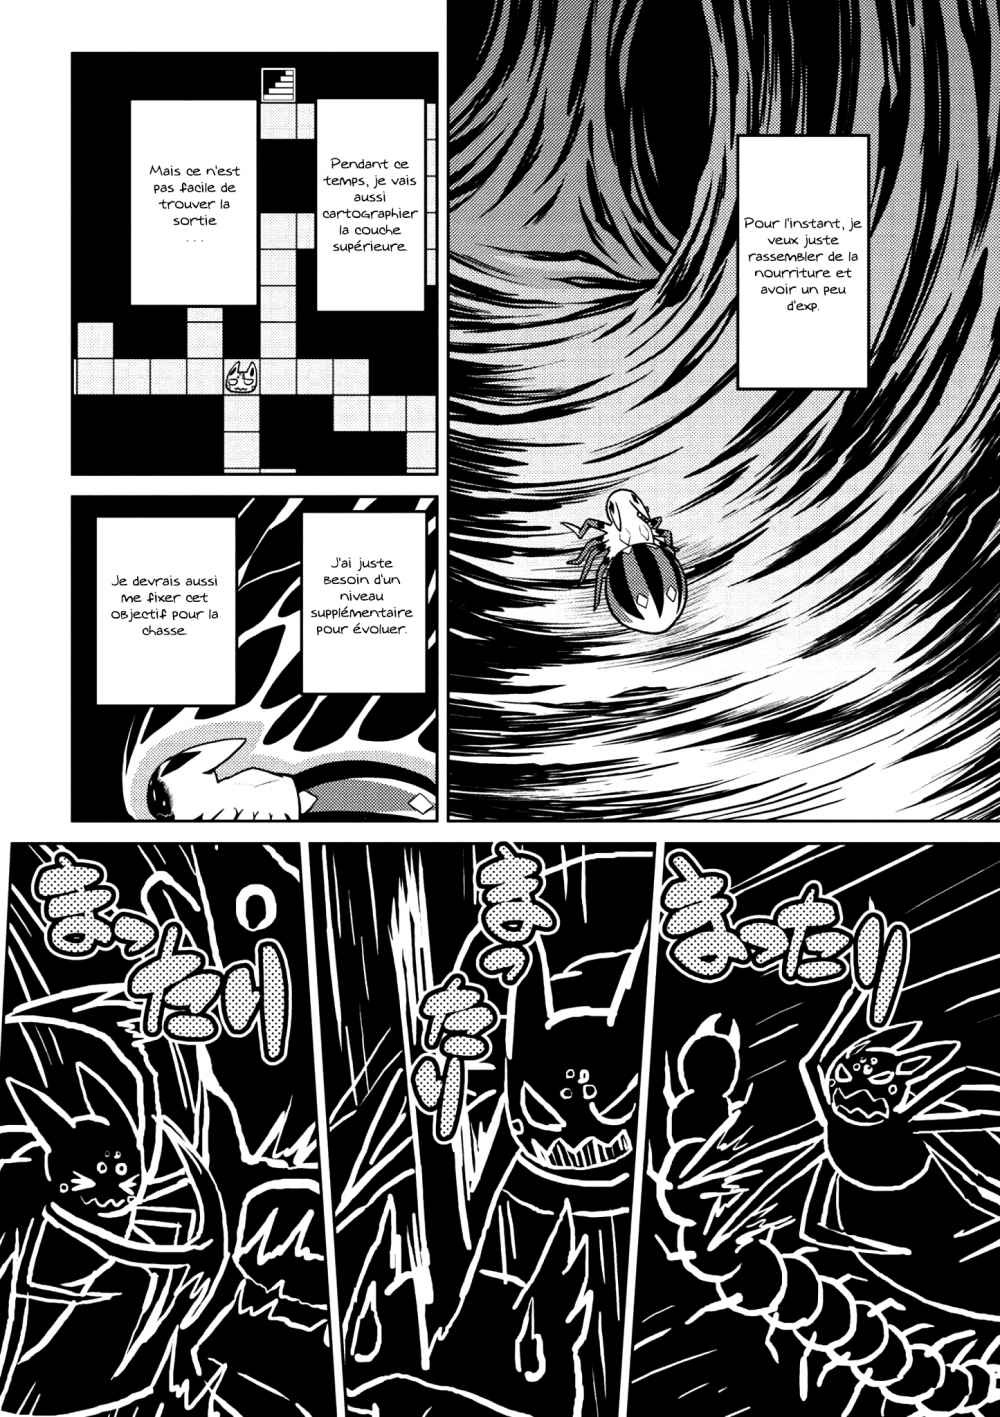 Pour l'instant, je
veux juste
rassembler de la
nourriture et
avoir un peu
d'exp.
Pendant ce
temps, je vais
aussi
cartographier
la couche
supérieure.
Mais ce n'est
pas facile de
trouver la
sortie
. . .
J'ai juste
besoin d'un
niveau
supplémentaire
pour évoluer.
Je devrais aussi
me fixer cet
objectif pour la
chasse.
まったり
まっ
たり
まっ
たり